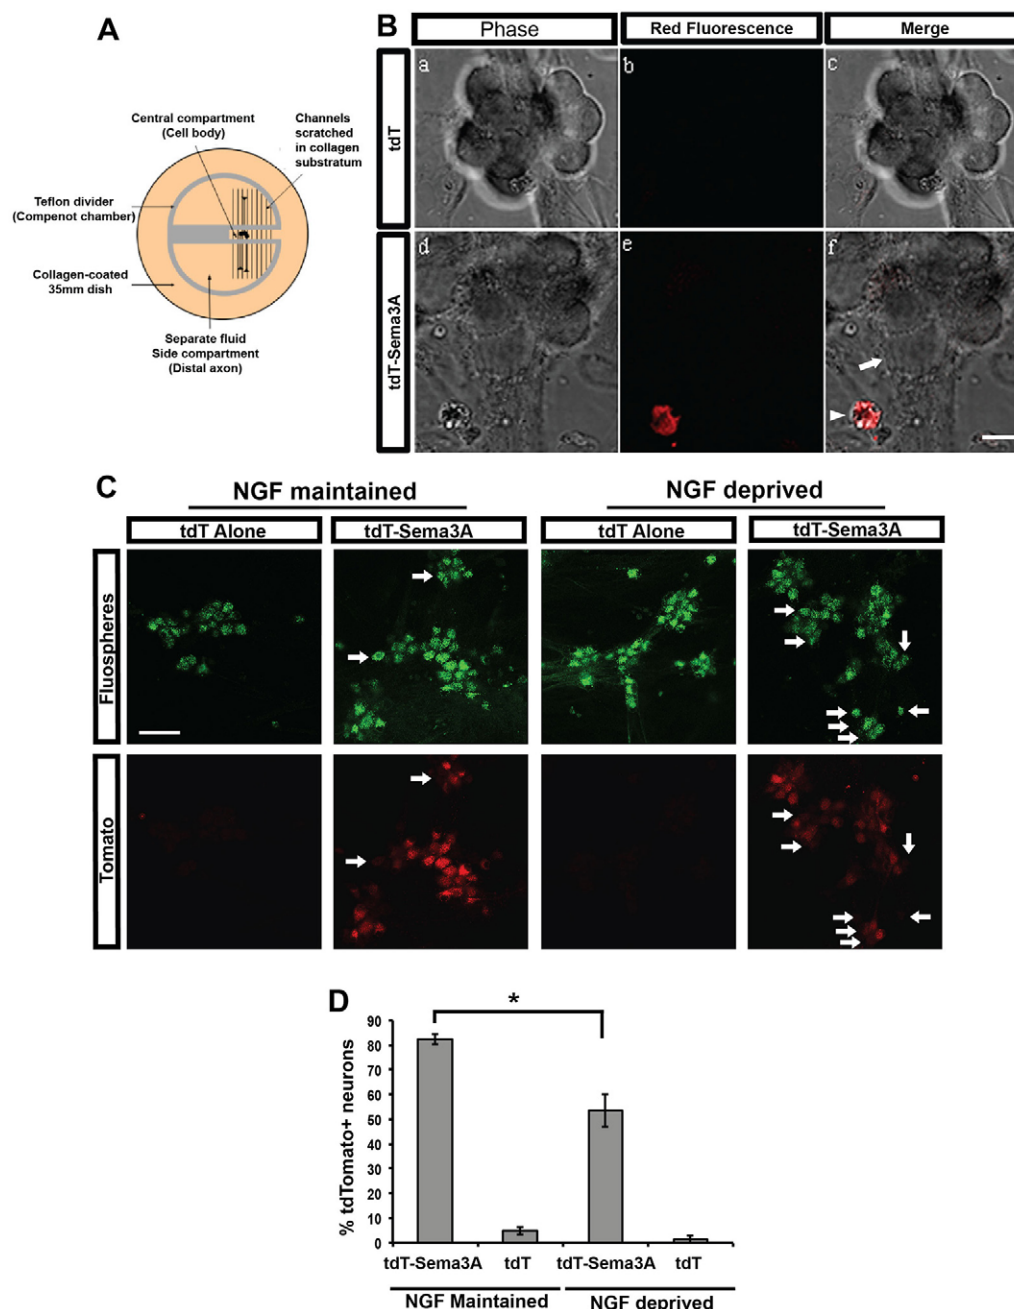 A
Central compartment
(Cell body)
Channels
scratched
in collagen
substratum
Teflon divider
(Compenot chamber)
Collagen-coated
35mm dish
Separate fluid
Side compartment
(Distal axon)
B
Phase
Red Fluorescence
Merge
tdT
a
b
c
tdT-Sema3A
d
e
f
C
NGF maintained
NGF deprived
tdT Alone
tdT-Sema3A
tdT Alone
tdT-Sema3A
Fluospheres
Tomato
D
*
% tdTomato+ neurons
90
80
70
60
50
40
30
20
10
0
tdT-Sema3A
tdT
tdT-Sema3A
tdT
NGF Maintained
NGF deprived